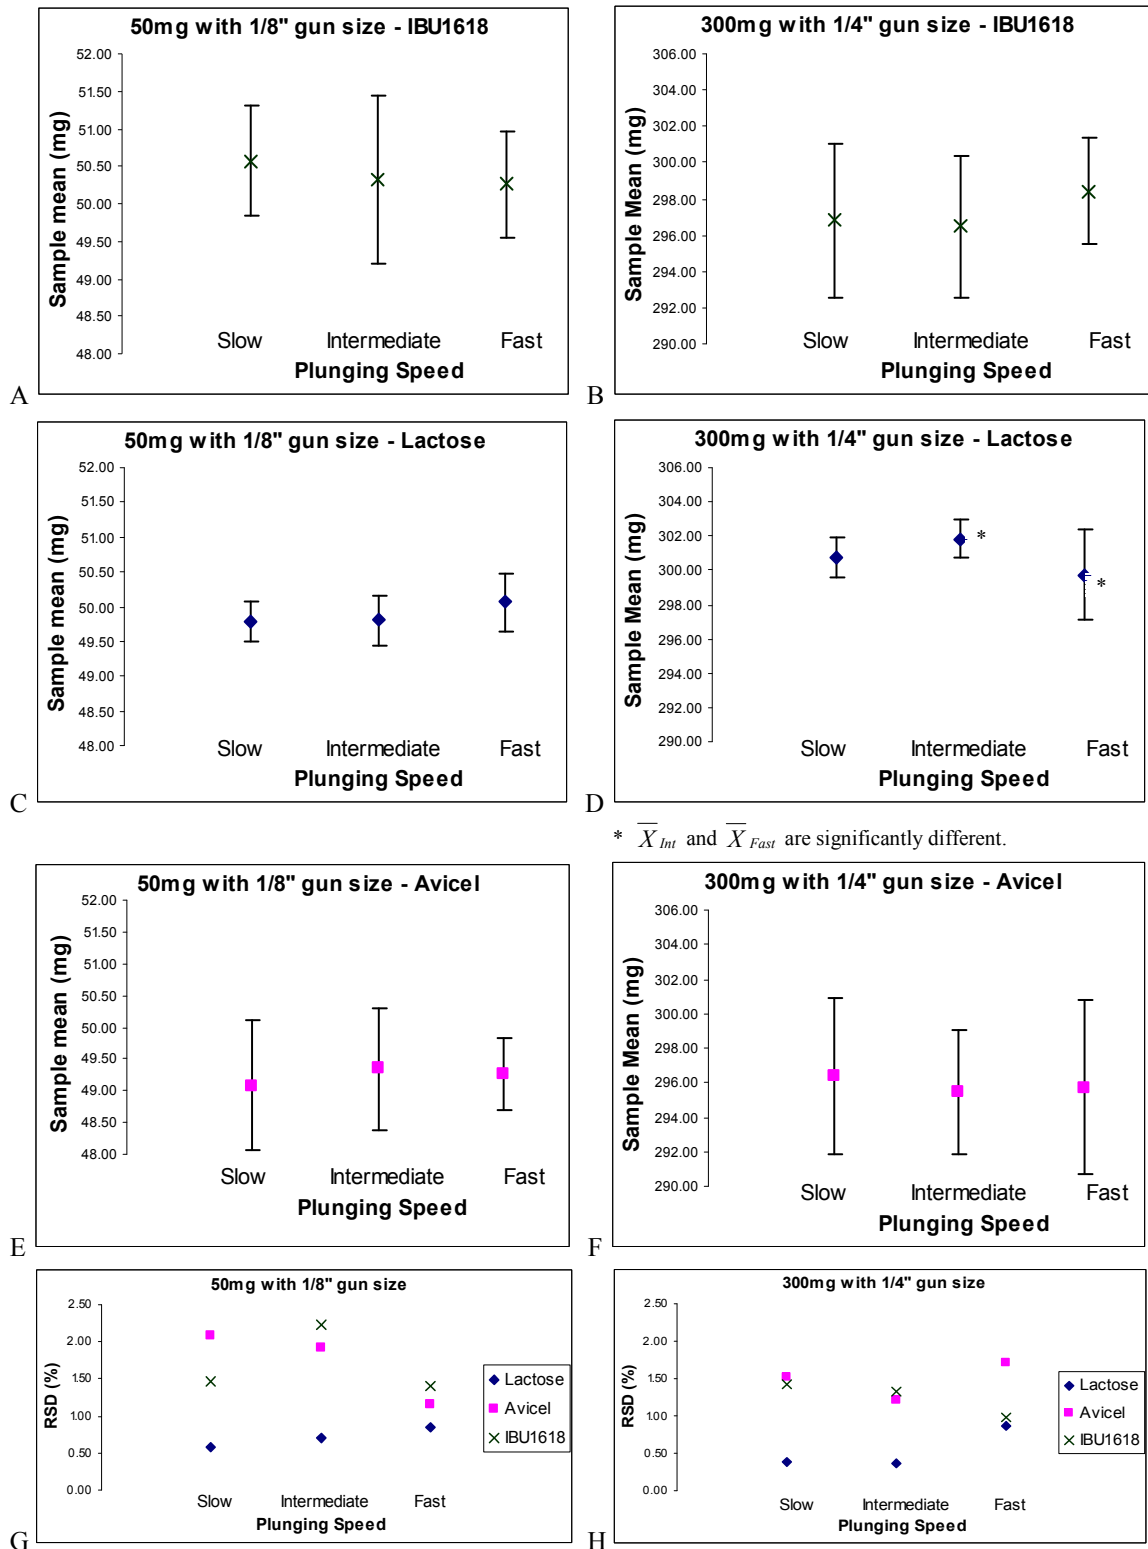 50mg with 1/8" gun size - IBU1618
52.00
51.50
51.00
50.50
50.00
49.50
49.00
48.50
48.00
Sample mean (mg)
Slow Intermediate Fast
Plunging Speed
A
300mg with 1/4" gun size - IBU1618
306.00
304.00
302.00
300.00
298.00
296.00
294.00
292.00
290.00
Sample Mean (mg)
Slow Intermediate Fast
Plunging Speed
B
50mg with 1/8" gun size - Lactose
52.00
51.50
51.00
50.50
50.00
49.50
49.00
48.50
48.00
Sample mean (mg)
Slow Intermediate Fast
Plunging Speed
C
300mg with 1/4" gun size - Lactose
306.00
304.00
302.00
300.00
298.00
296.00
294.00
292.00
290.00
Sample Mean (mg)
*
*
Slow Intermediate Fast
Plunging Speed
D
* X̅ Int and X̅ Fast are significantly different.
50mg with 1/8" gun size - Avicel
52.00
51.50
51.00
50.50
50.00
49.50
49.00
48.50
48.00
Sample mean (mg)
Slow Intermediate Fast
Plunging Speed
E
300mg with 1/4" gun size - Avicel
306.00
304.00
302.00
300.00
298.00
296.00
294.00
292.00
290.00
Sample Mean (mg)
Slow Intermediate Fast
Plunging Speed
F
50mg with 1/8" gun size
2.50
2.00
1.50
1.00
0.50
0.00
RSD (%)
Slow Intermediate Fast
Plunging Speed
Lactose
Avicel
IBU1618
G
300mg with 1/4" gun size
2.50
2.00
1.50
1.00
0.50
0.00
RSD (%)
Slow Intermediate Fast
Plunging Speed
Lactose
Avicel
IBU1618
H